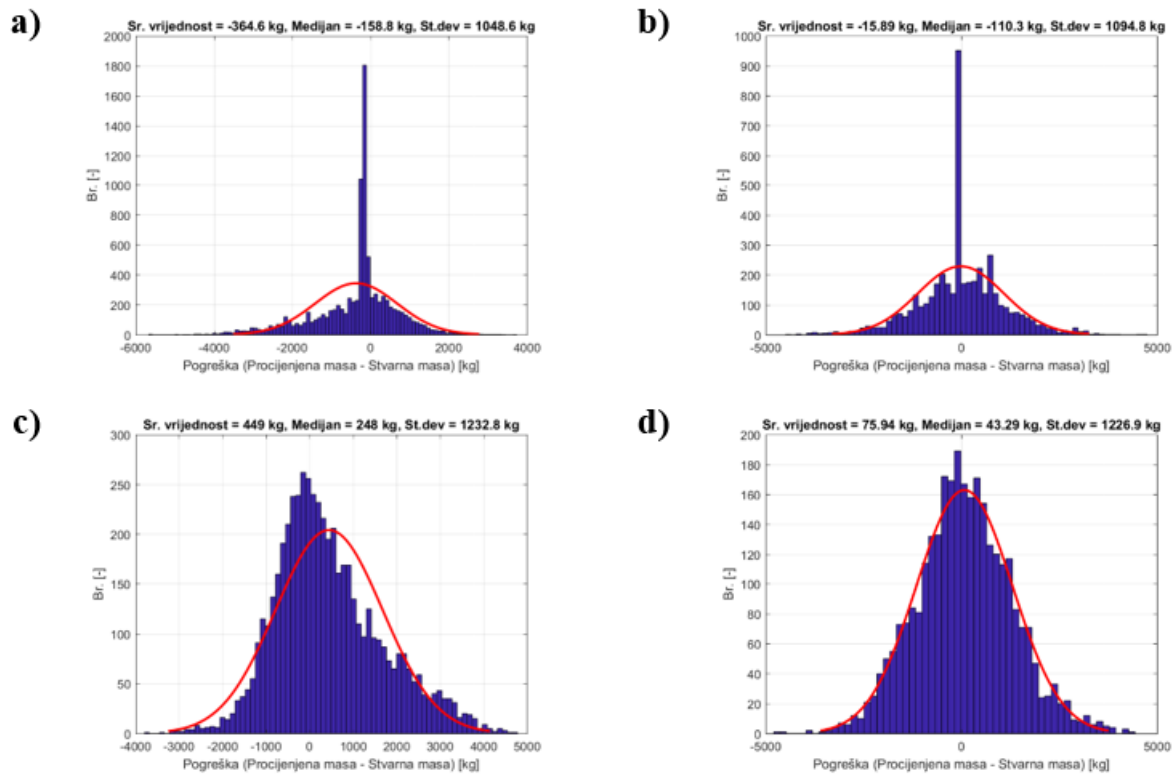 a)
Sr. vrijednost = -364.6 kg, Medijan = -158.8 kg, St.dev = 1048.6 kg
2000
1800
1600
1400
1200
1000
800
600
400
200
0
Br. [-]
-6000 -4000 -2000 0 2000 4000
Pogreška (Procijenjena masa - Stvarna masa) [kg]
b)
Sr. vrijednost = -15.89 kg, Medijan = -110.3 kg, St.dev = 1094.8 kg
1000
900
800
700
600
500
400
300
200
100
0
Br. [-]
-5000 0 5000
Pogreška (Procijenjena masa - Stvarna masa) [kg]
c)
Sr. vrijednost = 449 kg, Medijan = 248 kg, St.dev = 1232.8 kg
300
250
200
150
100
50
0
Br. [-]
-4000 -3000 -2000 -1000 0 1000 2000 3000 4000 5000
Pogreška (Procijenjena masa - Stvarna masa) [kg]
d)
Sr. vrijednost = 75.94 kg, Medijan = 43.29 kg, St.dev = 1226.9 kg
200
180
160
140
120
100
80
60
40
20
0
Br. [-]
-5000 0 5000
Pogreška (Procijenjena masa - Stvarna masa) [kg]